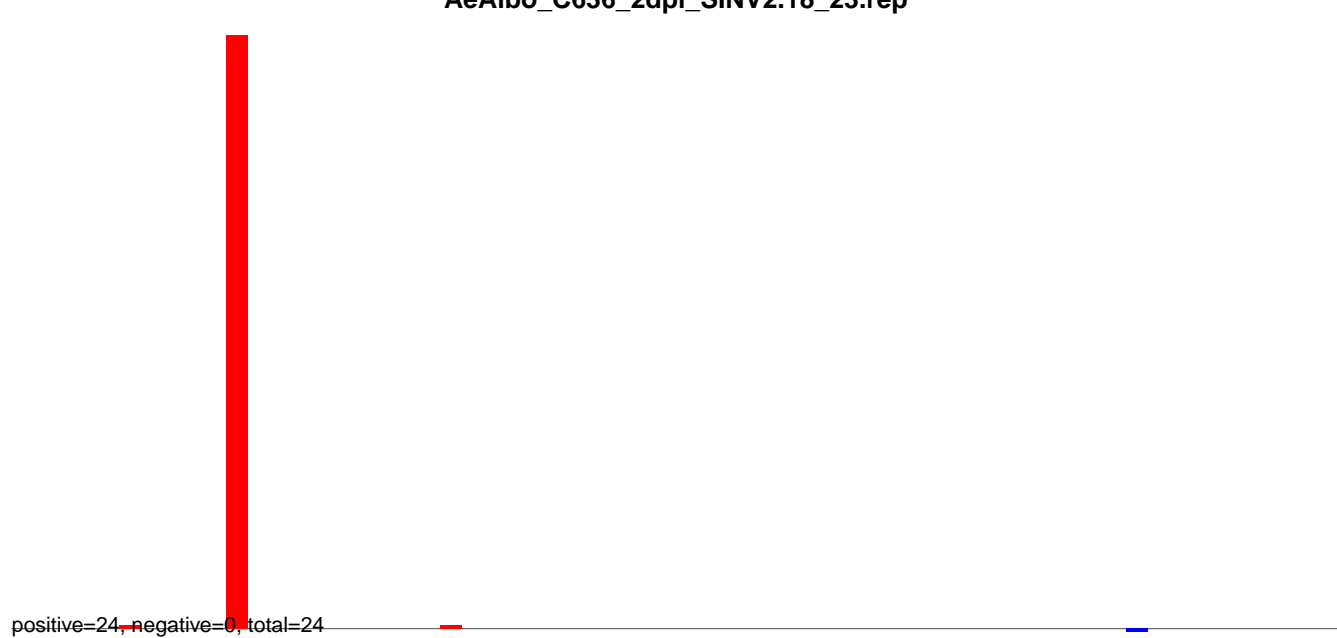 AeAlbo_C636_2dpi_SINV2.18_23.rep
positive=24, negative=0, total=24